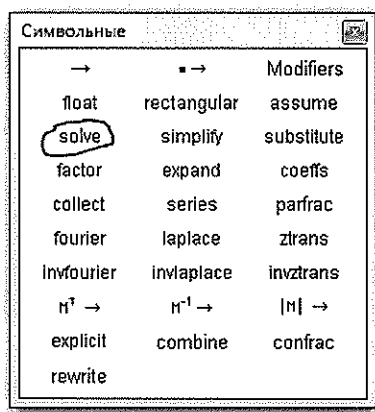 Символьные
→ ▪ → Modifiers
float rectangular assume
solve simplify substitute
factor expand coeffs
collect series parfrac
fourier laplace ztrans
invfourier invlaplace invztrans
Mᵀ → M⁻¹ → |M| →
explicit combine confrac
rewrite